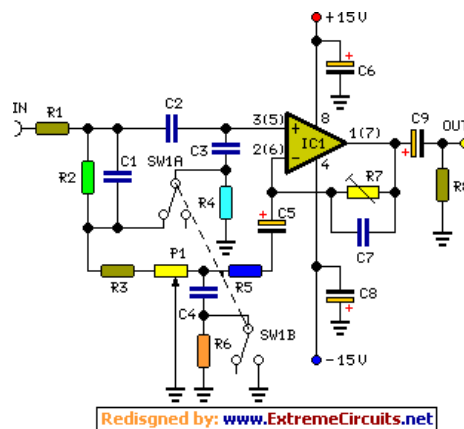 +15V
C6
IN
R1
C2
3(5)
8
1(7)
C9
OUT
IC1
2(6)
4
R2
C1
SW1A
C3
R4
C5
R7
R8
C7
P1
R3
R5
C4
C8
R6
SW1B
-15V
Redisgned by: www.ExtremeCircuits.net